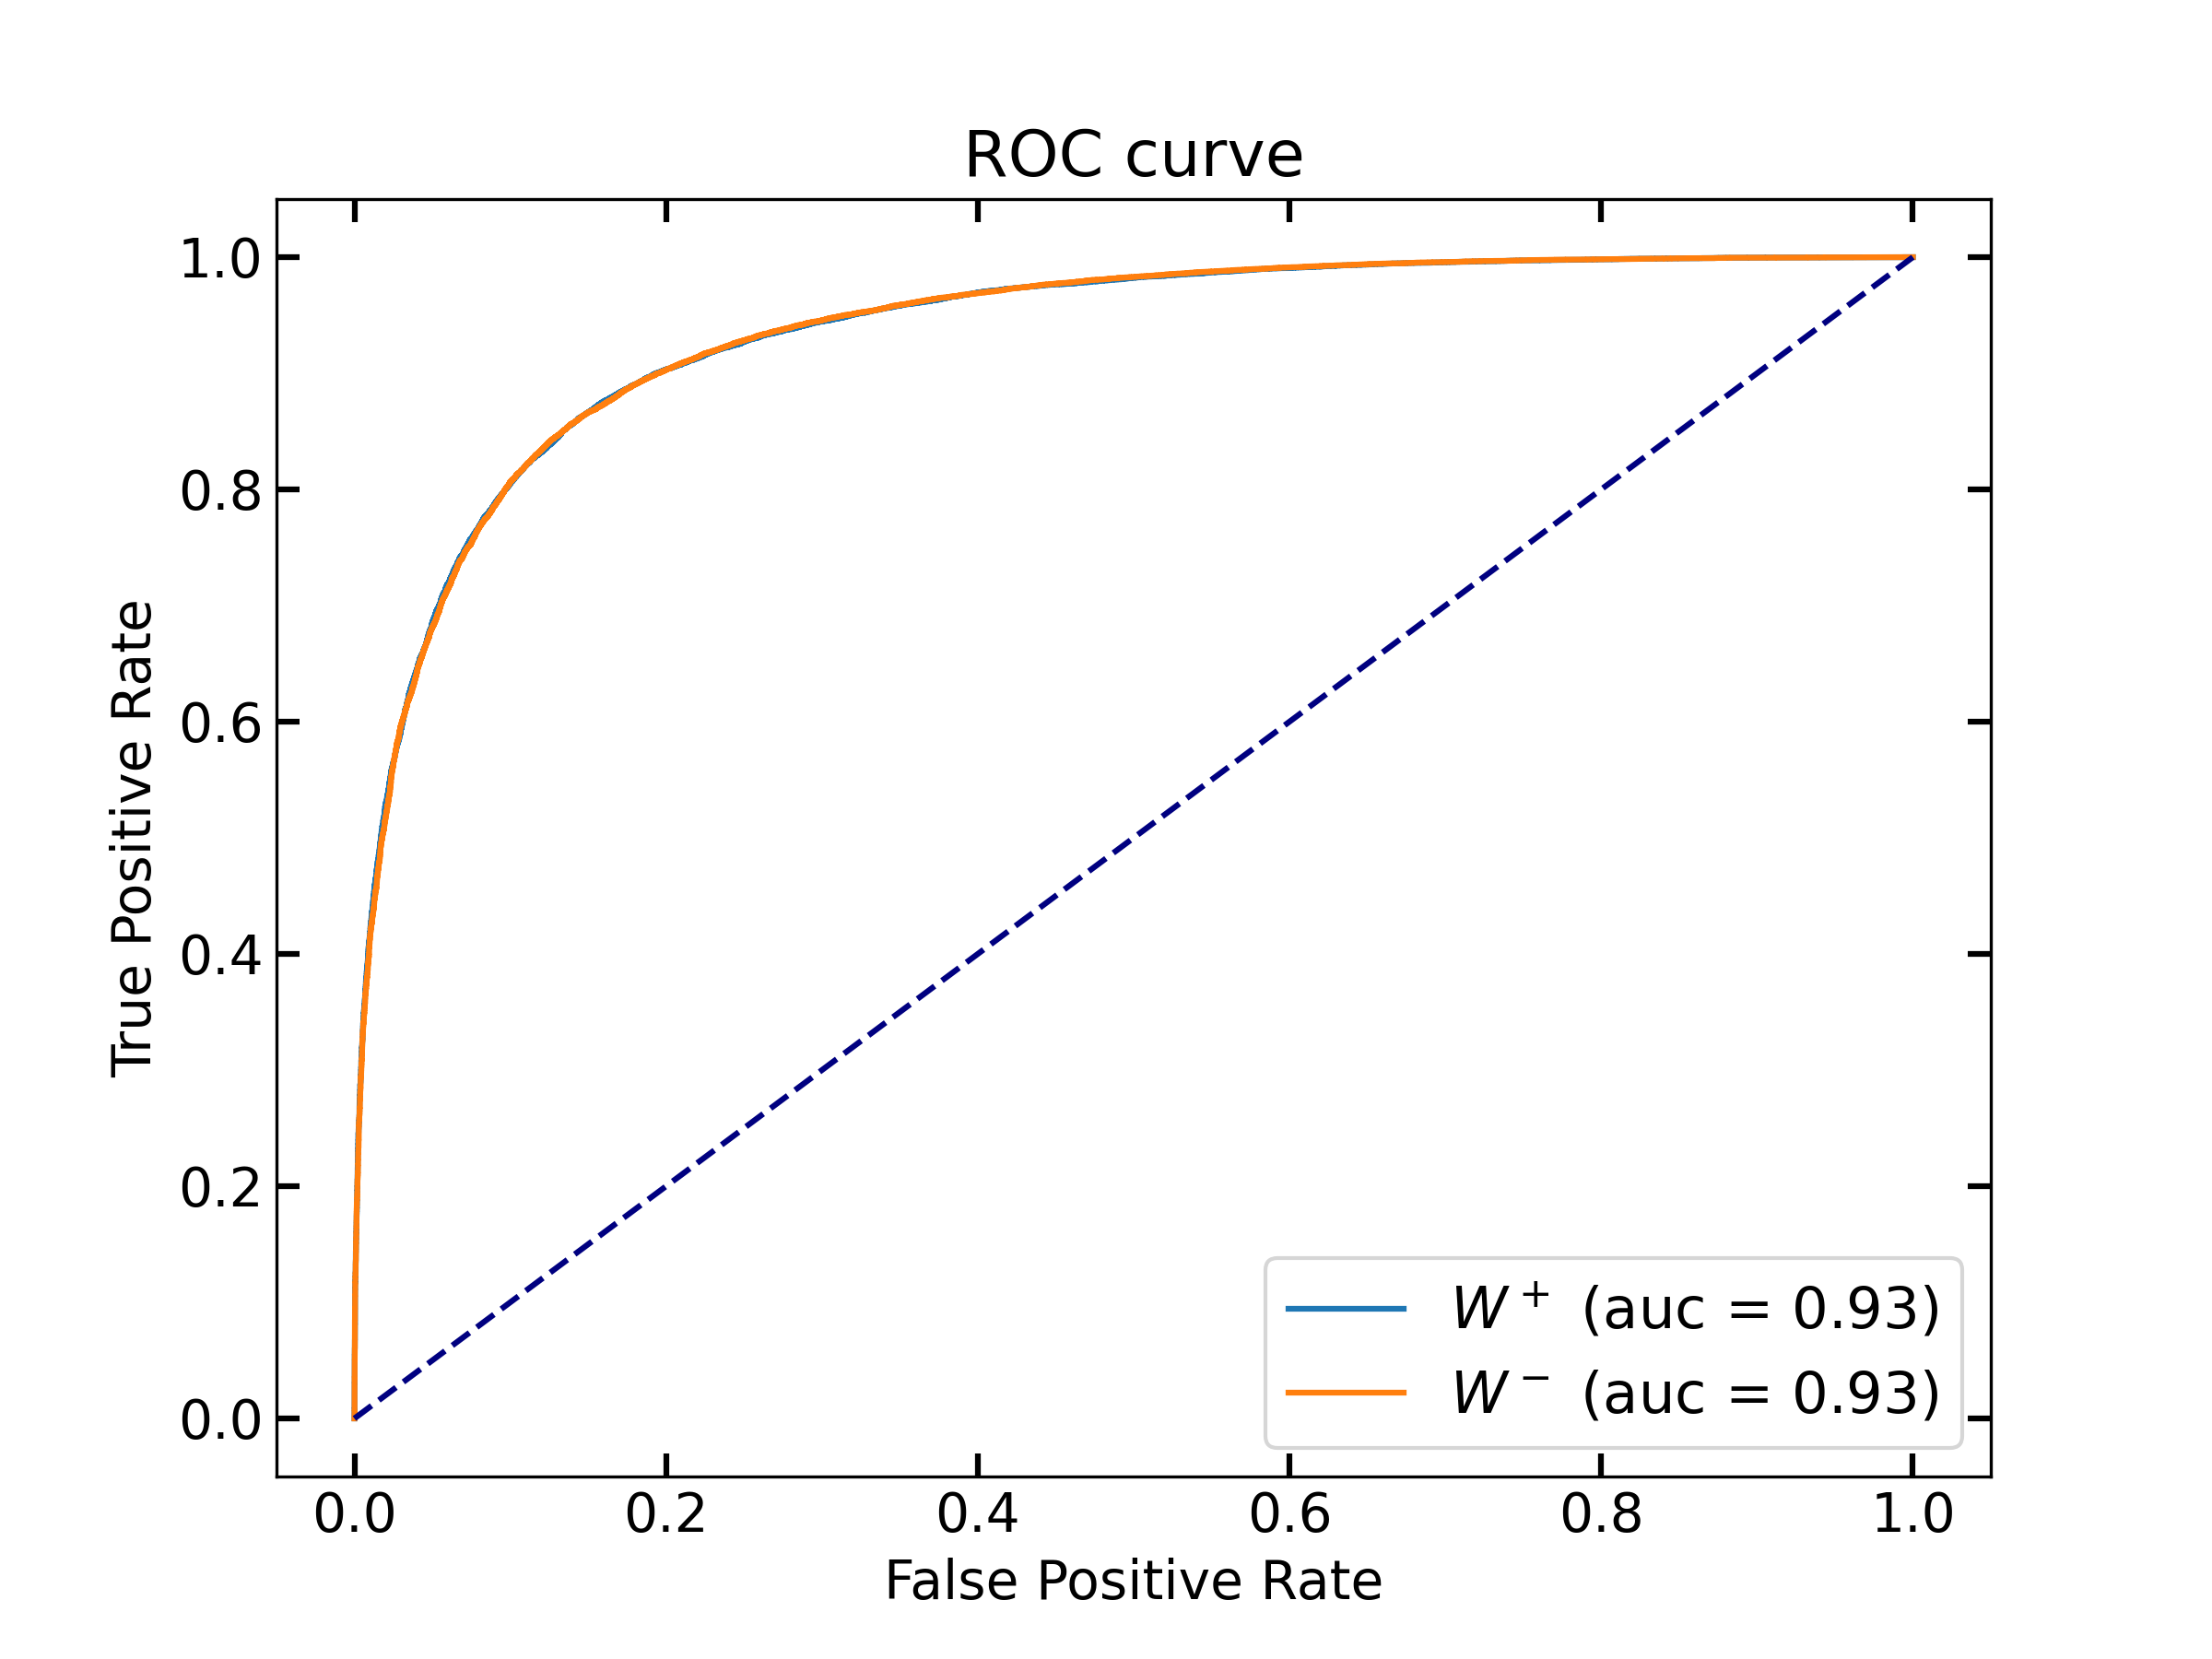 ROC curve
1.0
0.8
0.6
0.4
0.2
0.0
True Positive Rate
W⁺ (auc = 0.93)
W⁻ (auc = 0.93)
0.0 0.2 0.4 0.6 0.8 1.0
False Positive Rate